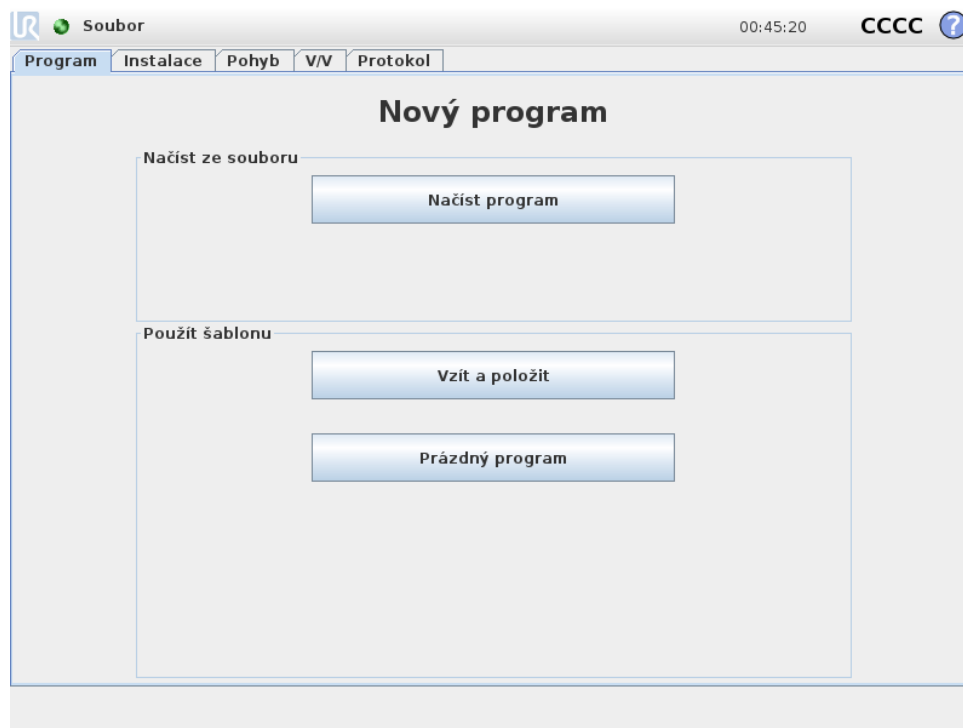 UR Soubor 00:45:20 CCCC ?
Program Instalace Pohyb V/V Protokol
Nový program
Načíst ze souboru
Načíst program
Použít šablonu
Vzít a položit
Prázdný program